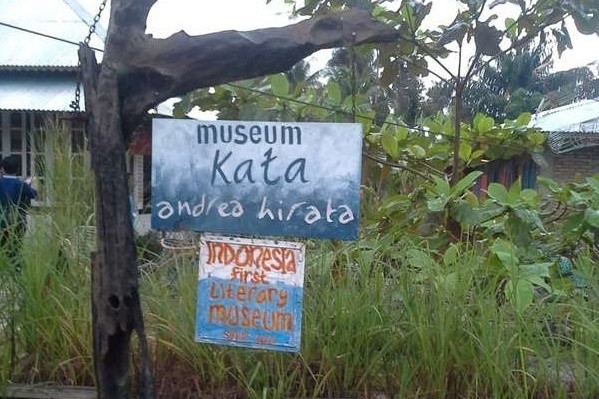 museum
Kata
andrea hirata
INDONESIA
first
Literary
museum